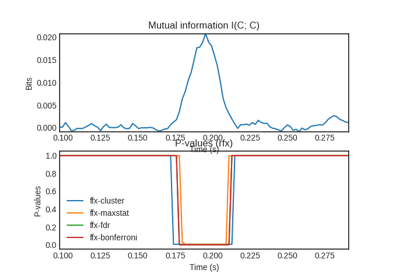 Mutual information I(C; C)
0.020
0.015
0.010
0.005
0.000
Bits
0.100 0.125 0.150 0.175 0.200 0.225 0.250 0.275
Time (s)
P-values (rfx)
1.0
0.8
0.6
0.4
0.2
0.0
P-values
ffx-cluster
ffx-maxstat
ffx-fdr
ffx-bonferroni
0.100 0.125 0.150 0.175 0.200 0.225 0.250 0.275
Time (s)